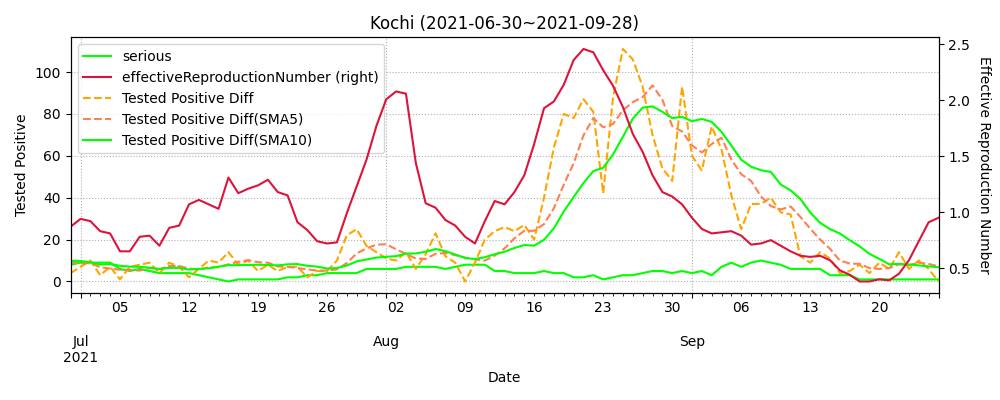 Kochi (2021-06-30~2021-09-28)
serious
effectiveReproductionNumber (right)
Tested Positive Diff
Tested Positive Diff(SMA5)
Tested Positive Diff(SMA10)
Tested Positive
100
80
60
40
20
0
2.5
2.0
1.5
1.0
0.5
Effective Reproduction Number
05 12 19 26 02 09 16 23 30 06 13 20
Jul Aug Sep
2021
Date